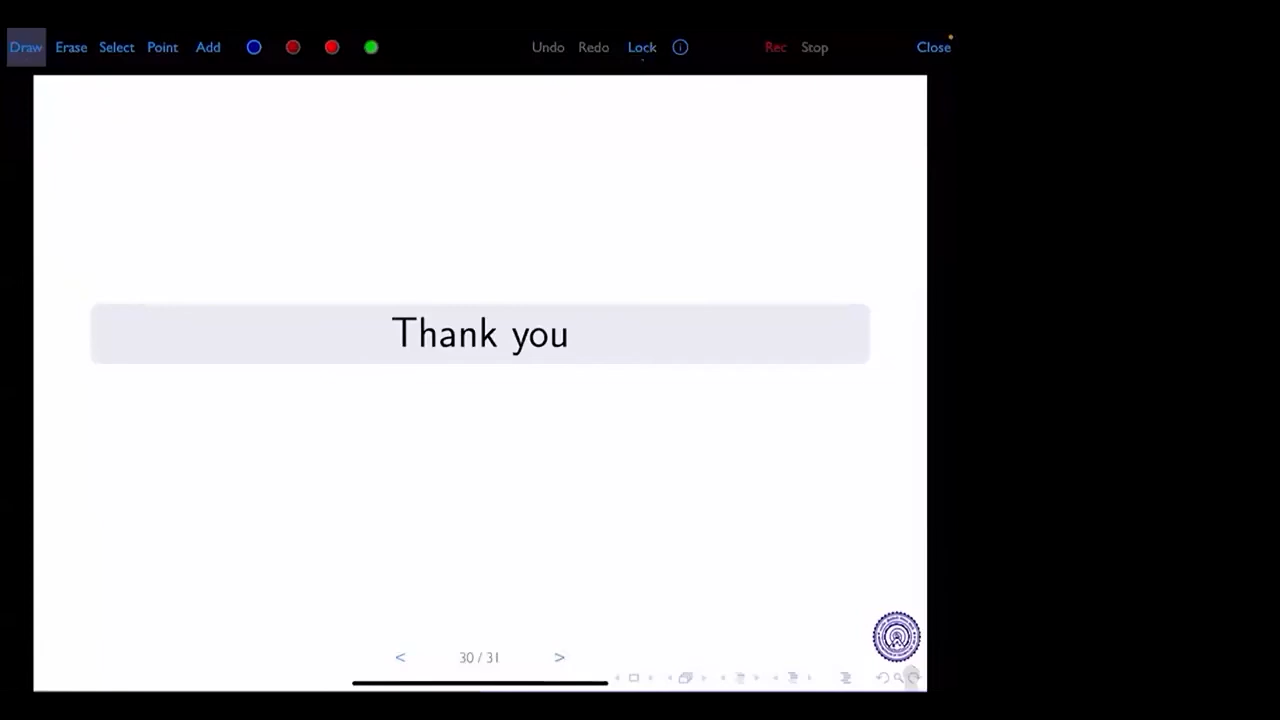 Draw Erase Select Point Add Undo Redo Lock Rec Stop Close
Thank you
< 30 / 31 >